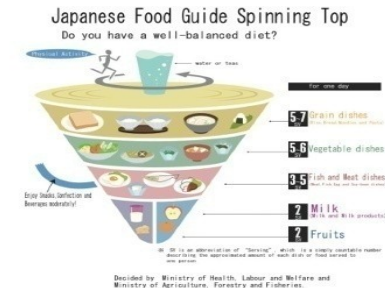 Japanese Food Guide Spinning Top
Do you have a well-balanced diet?
Physical Activity
water or teas
for one day
5-7 Grain dishes
SV
5-6 Vegetable dishes
SV
3-5 Fish and Meat dishes
SV
2 Milk
SV (Milk and Milk products)
2 Fruits
SV
Enjoy Snacks, Confection and
Beverages moderately!
SV is an abbreviation of "Serving", which is a simply countable number
describing the approximated amount of each dish or food served to
one person
Decided by Ministry of Health, Labour and Welfare and
Ministry of Agriculture, Forestry and Fisheries.